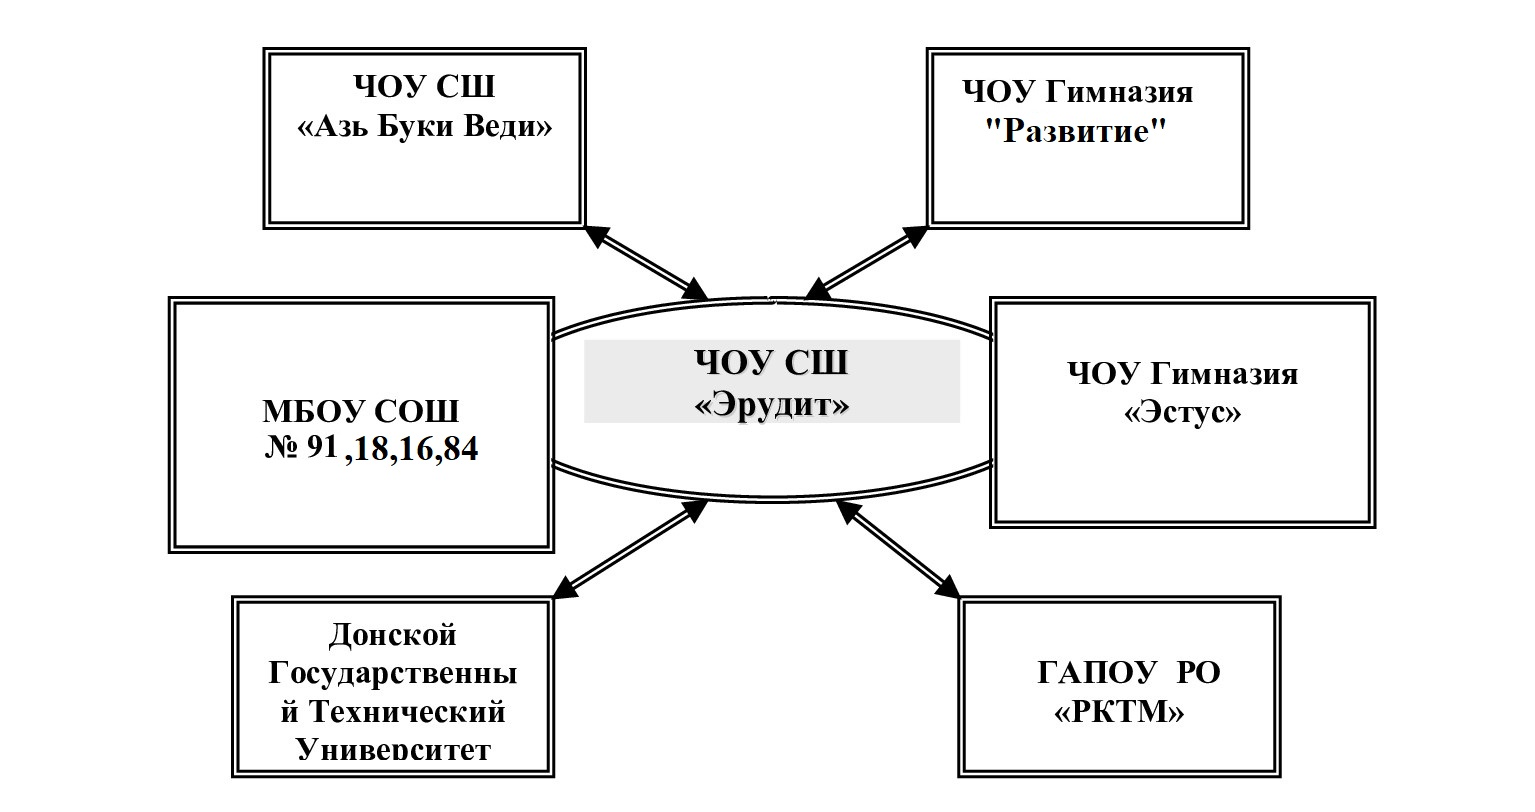 ЧОУ СШ
«Азь Буки Веди»
ЧОУ Гимназия
"Развитие"
ЧОУ СШ
«Эрудит»
МБОУ СОШ
№ 91,18,16,84
ЧОУ Гимназия
«Эстус»
Донской
Государственны
й Технический
Университет
ГАПОУ РО
«РКТМ»